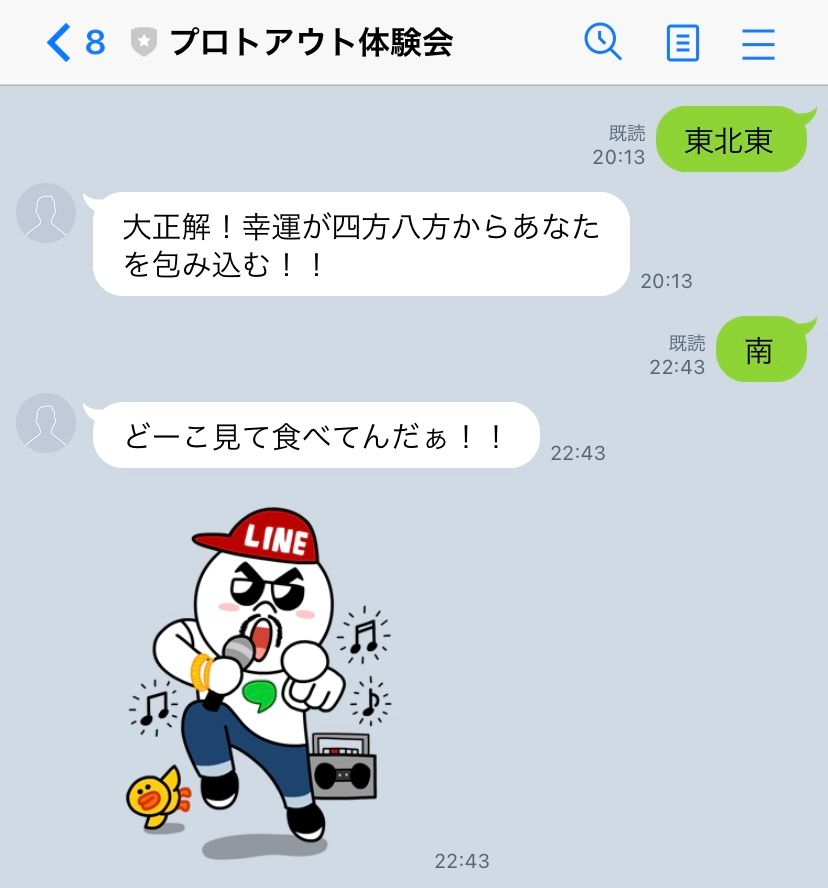 8 プロトアウト体験会
東北東
既読
20:13
大正解！幸運が四方八方からあなた
を包み込む！！
20:13
南
既読
22:43
どーこ見て食べてんだぁ！！
22:43
LINE
22:43